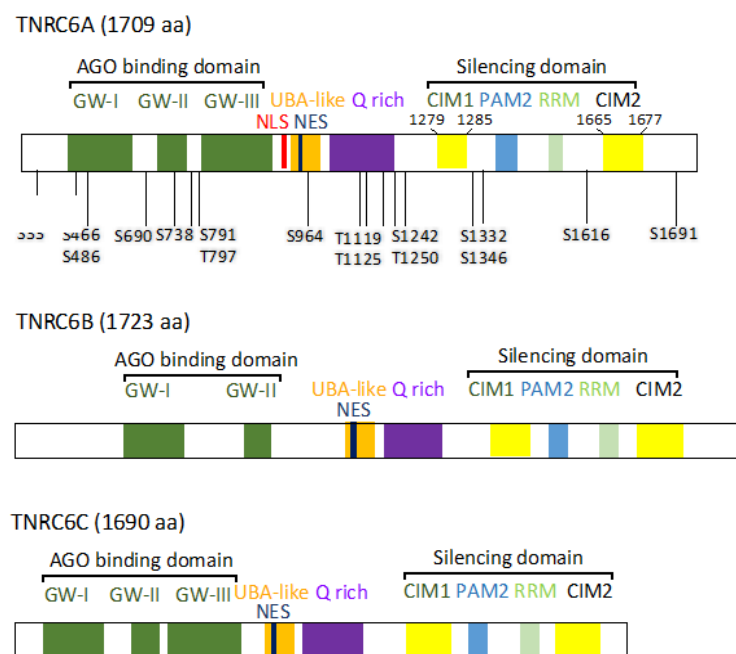 TNRC6A (1709 aa)
AGO binding domain Silencing domain
GW-I GW-II GW-III UBA-like Q rich CIM1 PAM2 RRM CIM2
NLS NES 1279 1285 1665 1677
S466 S690 S738 S791 S964 T1119 S1242 S1332 S1616 S1691
S486 T797 T1125 T1250 S1346
TNRC6B (1723 aa)
AGO binding domain Silencing domain
GW-I GW-II UBA-like Q rich CIM1 PAM2 RRM CIM2
NES
TNRC6C (1690 aa)
AGO binding domain Silencing domain
GW-I GW-II GW-III UBA-like Q rich CIM1 PAM2 RRM CIM2
NES